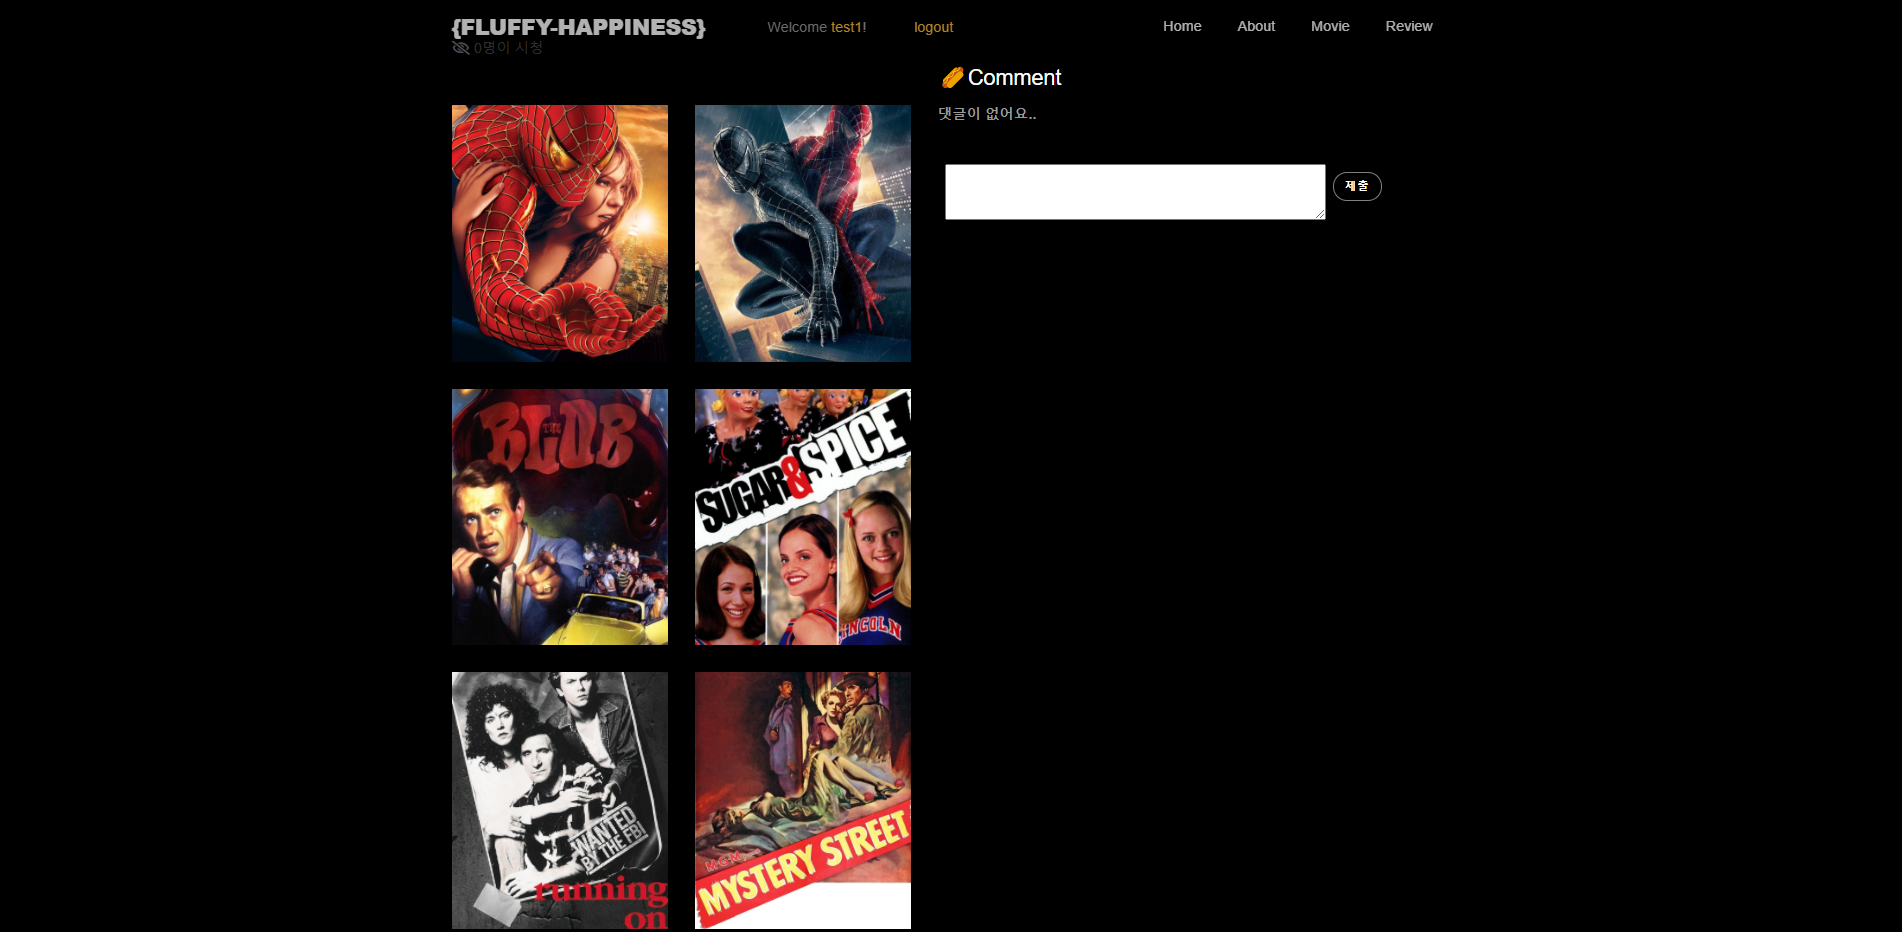 {FLUFFY-HAPPINESS}
Welcome test1!
logout
Home
About
Movie
Review
0명이 시청
Comment
댓글이 없어요..
제출
THE
BLOB
SUGAR & SPICE
LINCOLN
WANTED
BY THE FBI
running
on
M-G-M
MYSTERY STREET